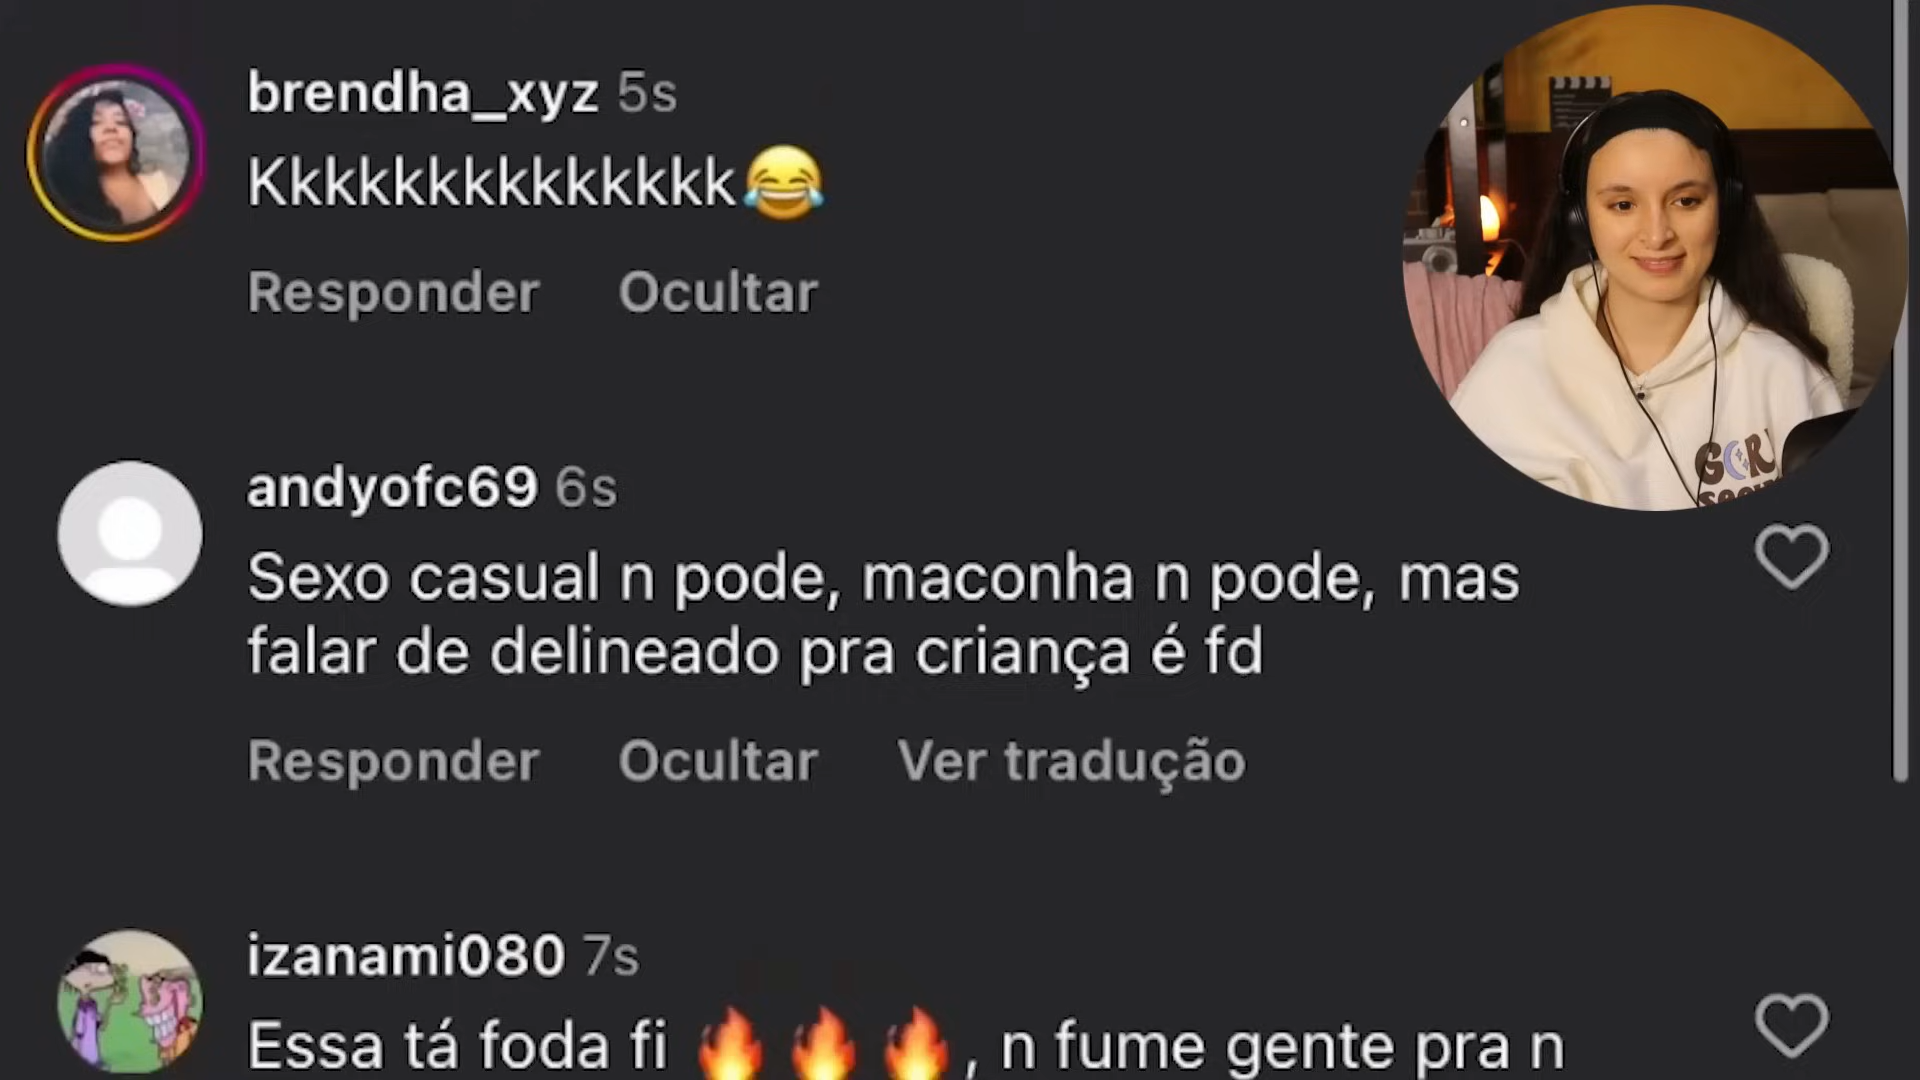 brendha_xyz 5s
Kkkkkkkkkkkkkkk😂
Responder Ocultar
andyofc69 6s
Sexo casual n pode, maconha n pode, mas
falar de delineado pra criança é fd
Responder Ocultar Ver tradução
izanami080 7s
Essa tá foda fi 🔥🔥🔥, n fume gente pra n